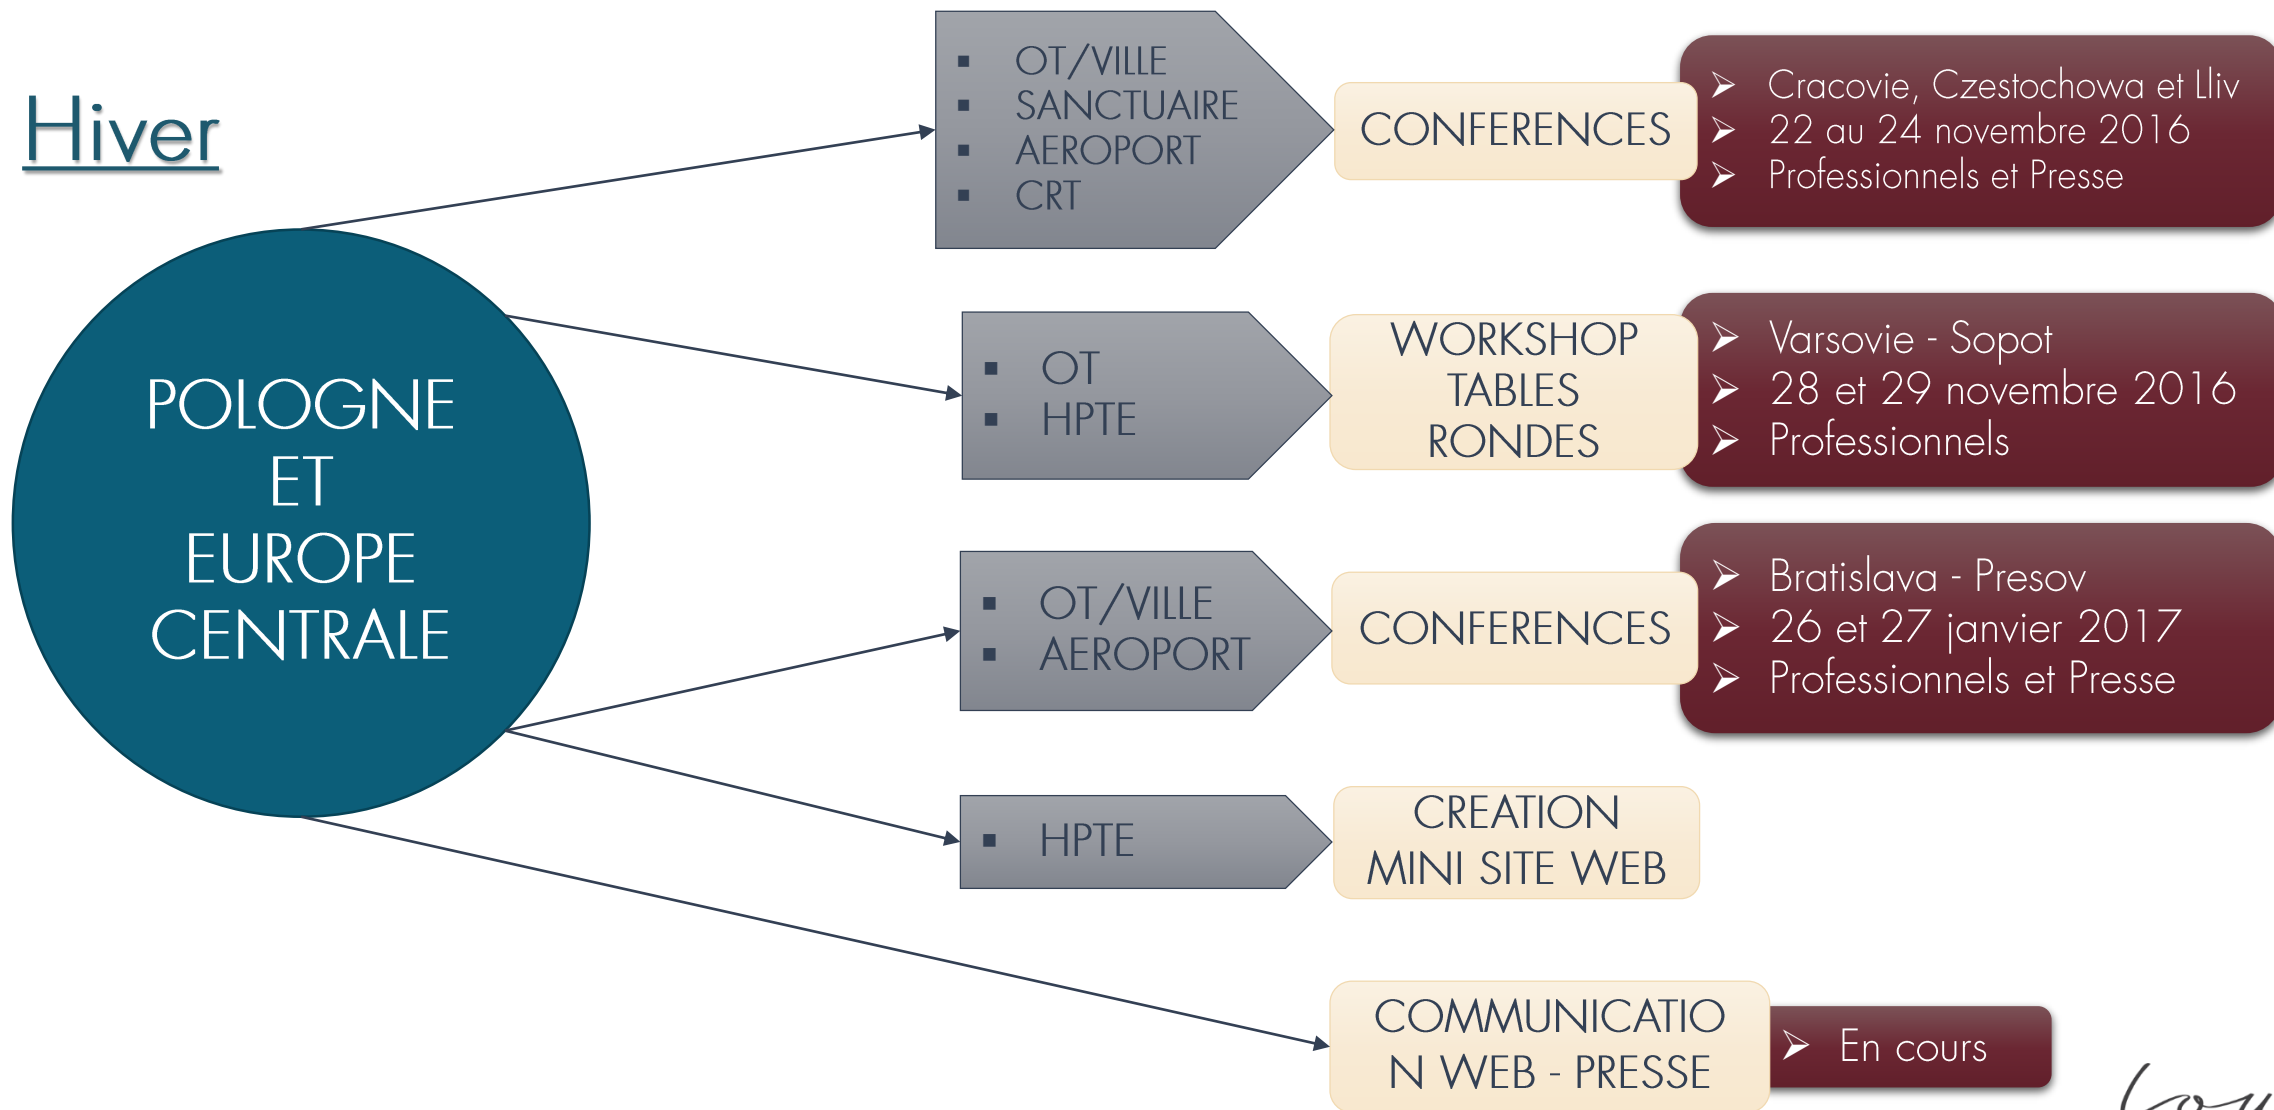 Hiver
POLOGNE
ET
EUROPE
CENTRALE
OT/VILLE
SANCTUAIRE
AEROPORT
CRT
CONFERENCES
Cracovie, Czestochowa et Lliv
22 au 24 novembre 2016
Professionnels et Presse
OT
HPTE
WORKSHOP
TABLES
RONDES
Varsovie - Sopot
28 et 29 novembre 2016
Professionnels
OT/VILLE
AEROPORT
CONFERENCES
Bratislava - Presov
26 et 27 janvier 2017
Professionnels et Presse
HPTE
CREATION
MINI SITE WEB
COMMUNICATIO
N WEB - PRESSE
En cours